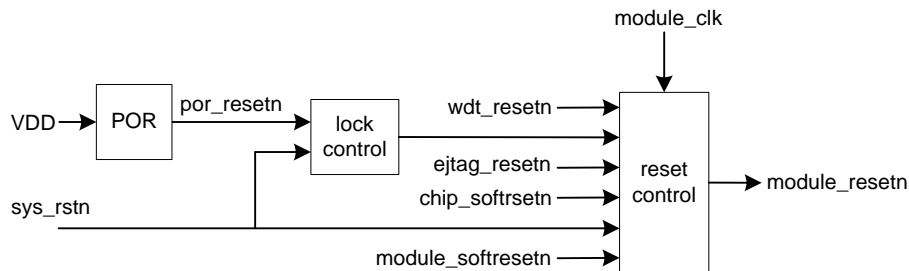 module_clk
VDD
POR
por_resetn
lock
control
wdt_resetn
ejtag_resetn
chip_softrsetn
sys_rstn
module_softresetn
reset
control
module_resetn